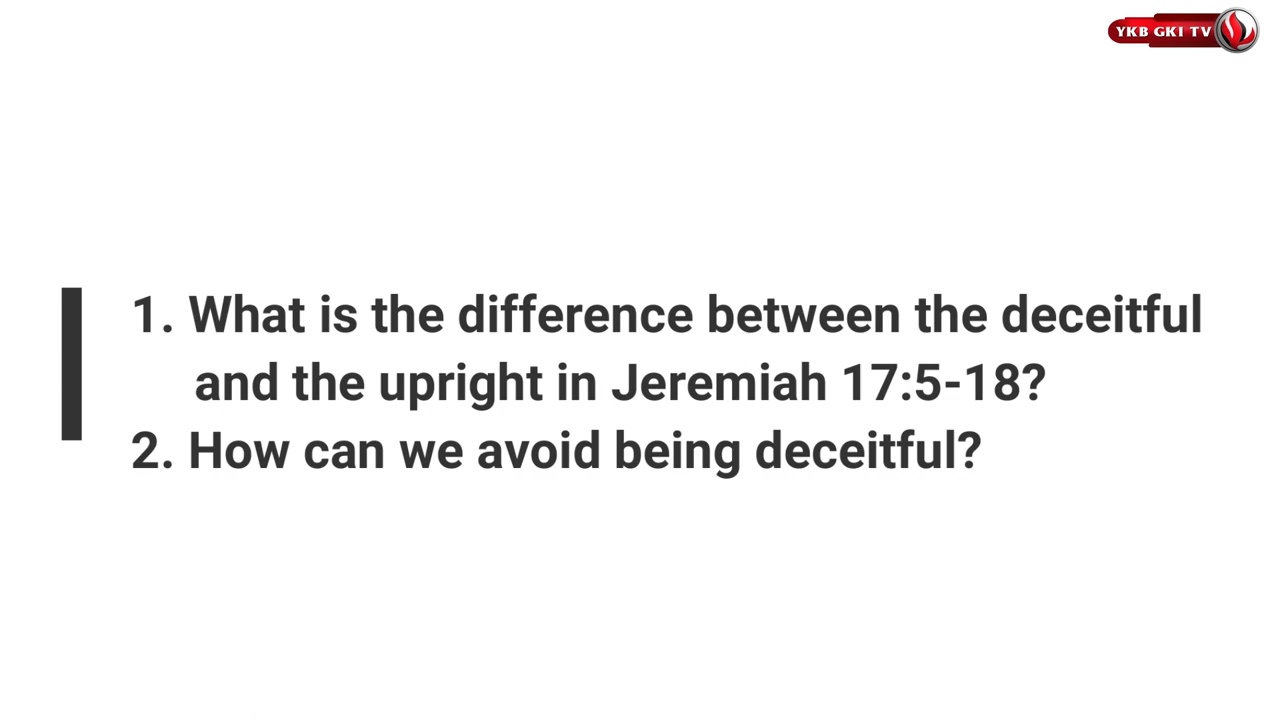 YKB GKI TV
1. What is the difference between the deceitful
and the upright in Jeremiah 17:5-18?
2. How can we avoid being deceitful?